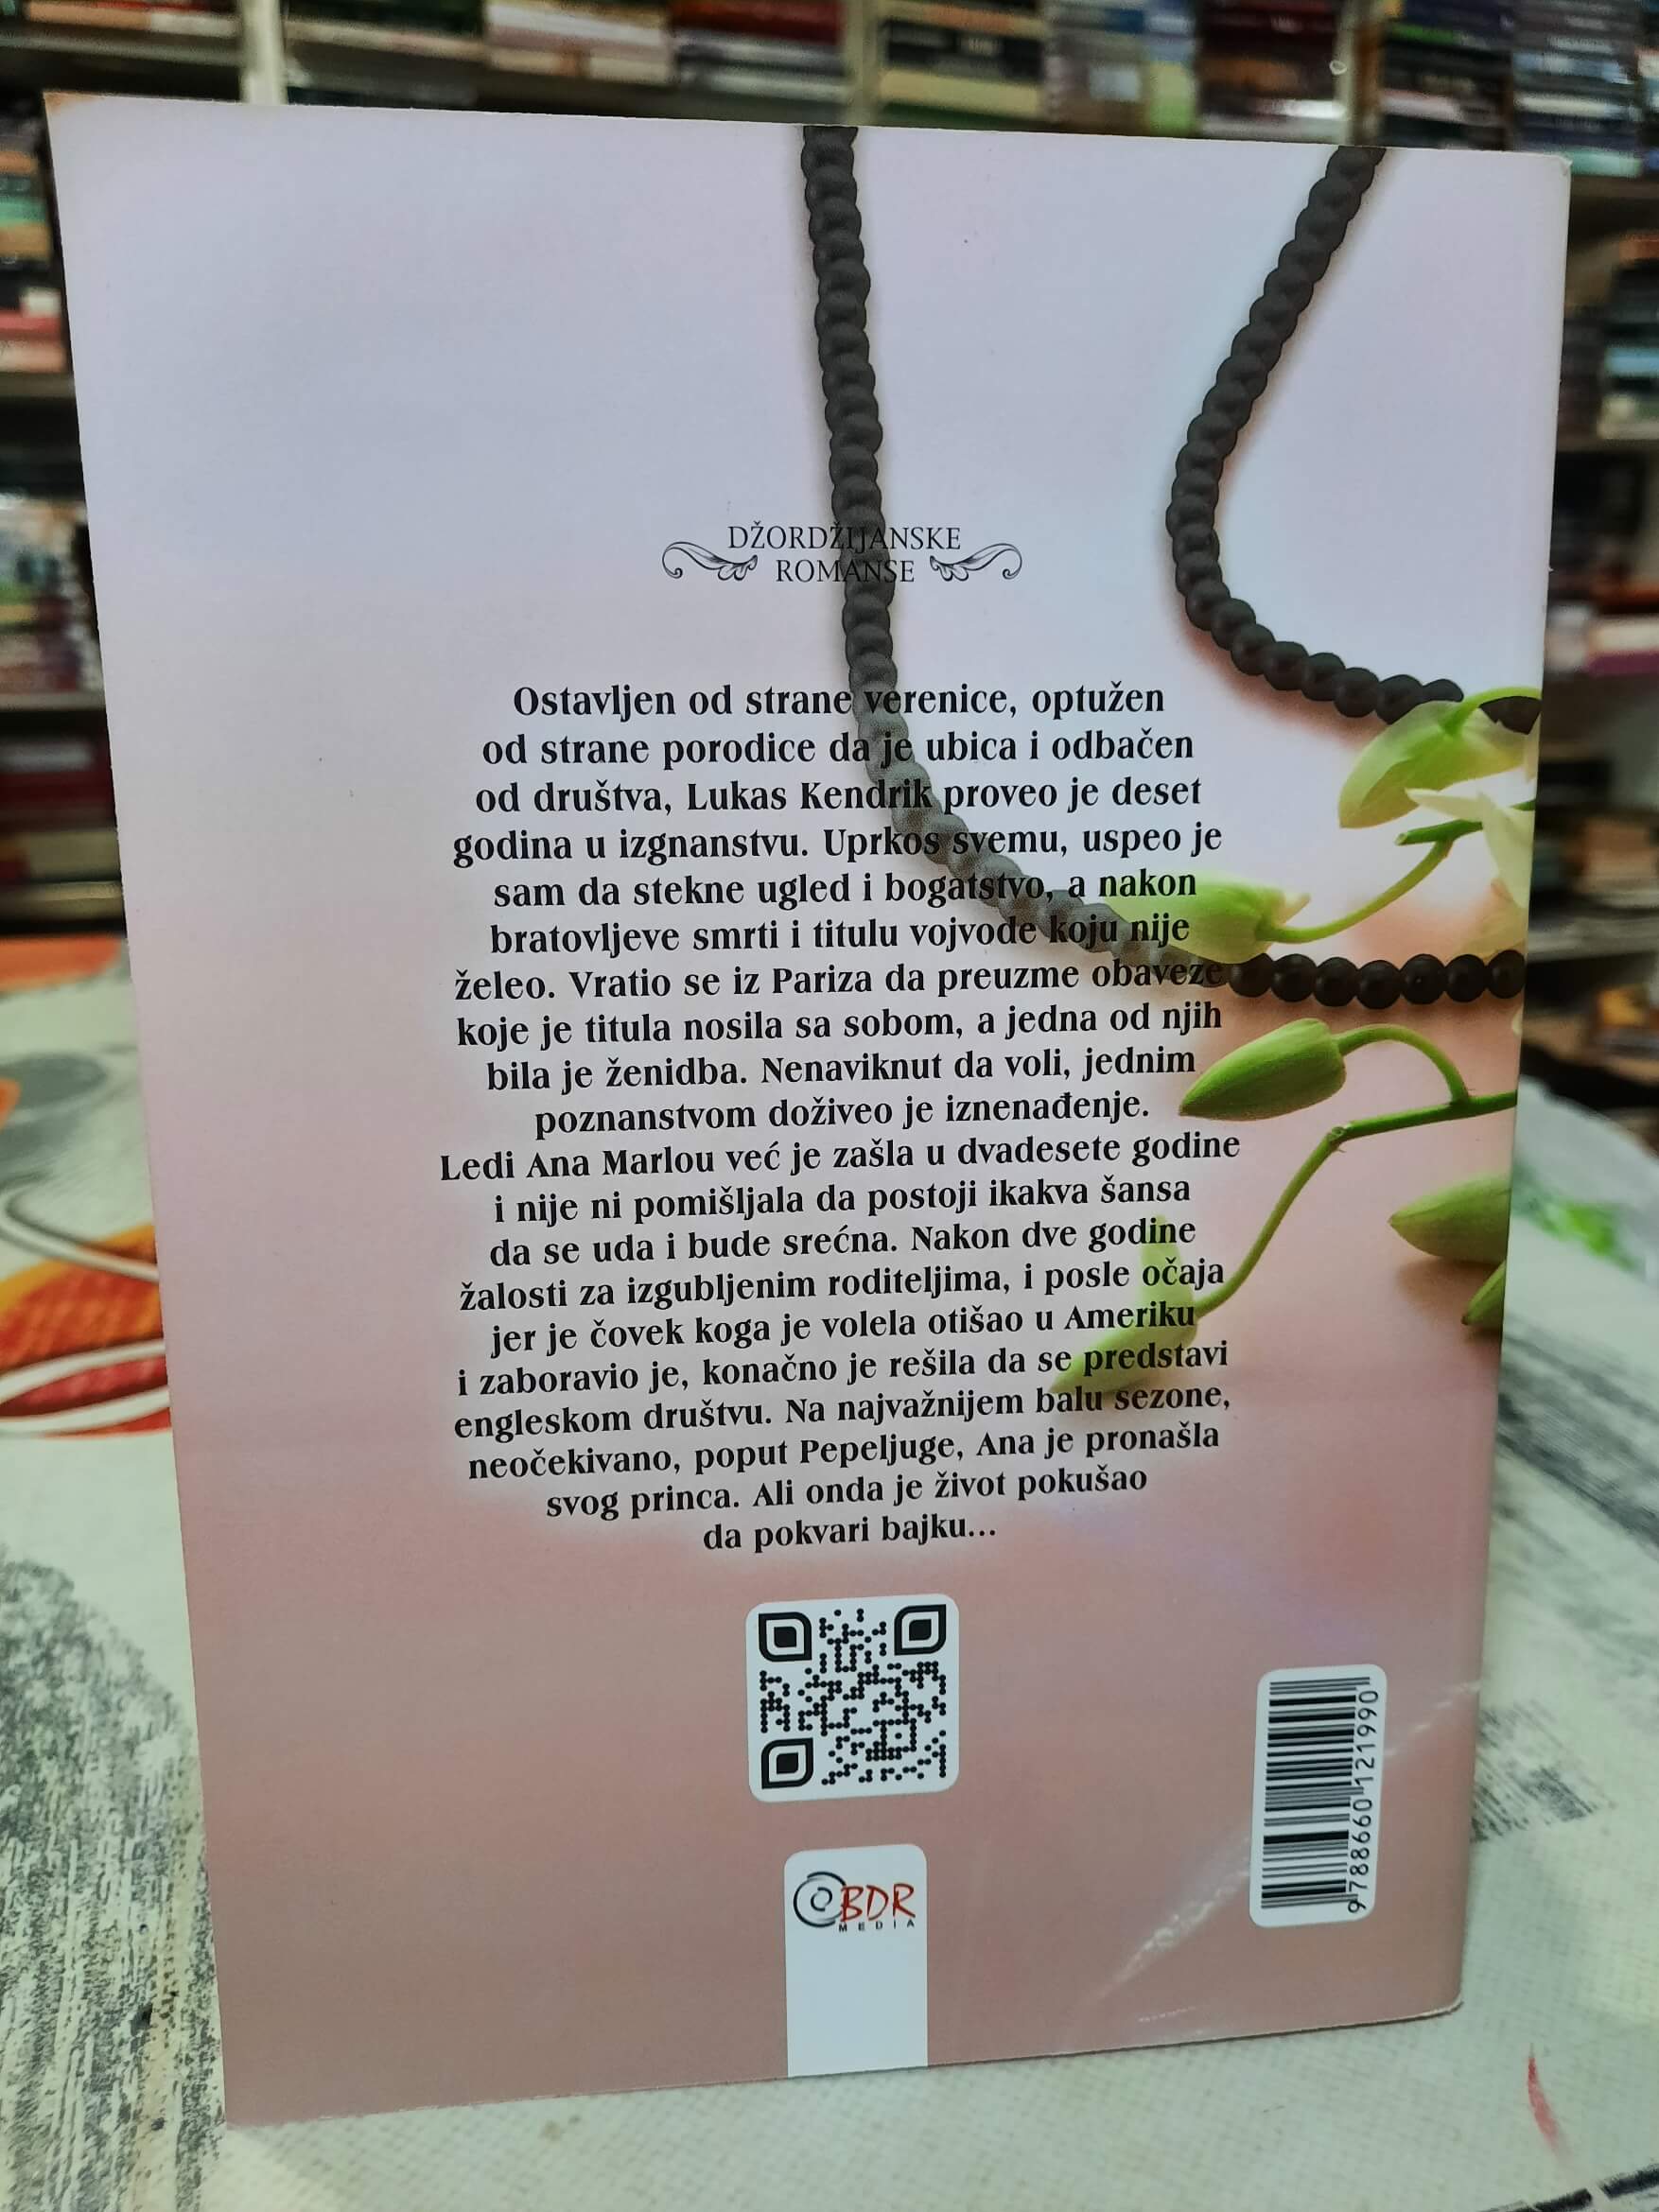 DŽORDŽIJANSKE
ROMANSE
Ostavljen od strane verenice, optužen
od strane porodice da je ubica i odbačen
od društva, Lukas Kendrik proveo je deset
godina u izgnanstvu. Uprkos svemu, uspeo je
sam da stekne ugled i bogatstvo, a nakon
bratovljeve smrti i titulu vojvode koju nije
želeo. Vratio se iz Pariza da preuzme obaveze
koje je titula nosila sa sobom, a jedna od njih
bila je ženidba. Nenaviknut da voli, jednim
poznanstvom doživeo je iznenađenje.
Ledi Ana Marlou već je zašla u dvadesete godine
i nije ni pomišljala da postoji ikakva šansa
da se uda i bude srećna. Nakon dve godine
žalosti za izgubljenim roditeljima, i posle očaja
jer je čovek koga je volela otišao u Ameriku
i zaboravio je, konačno je rešila da se predstavi
engleskom društvu. Na najvažnijem balu sezone,
neočekivano, poput Pepeljuge, Ana je pronašla
svog princa. Ali onda je život pokušao
da pokvari bajku...
BDR
MEDIA
9788660121990